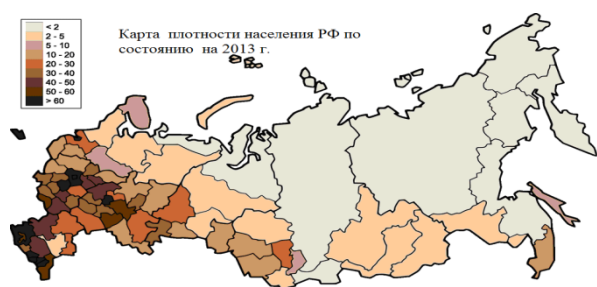 Карта плотности населения РФ по
состоянию на 2013 г.
< 2
2 - 5
5 - 10
10 - 20
20 - 30
30 - 40
40 - 50
50 - 60
> 60